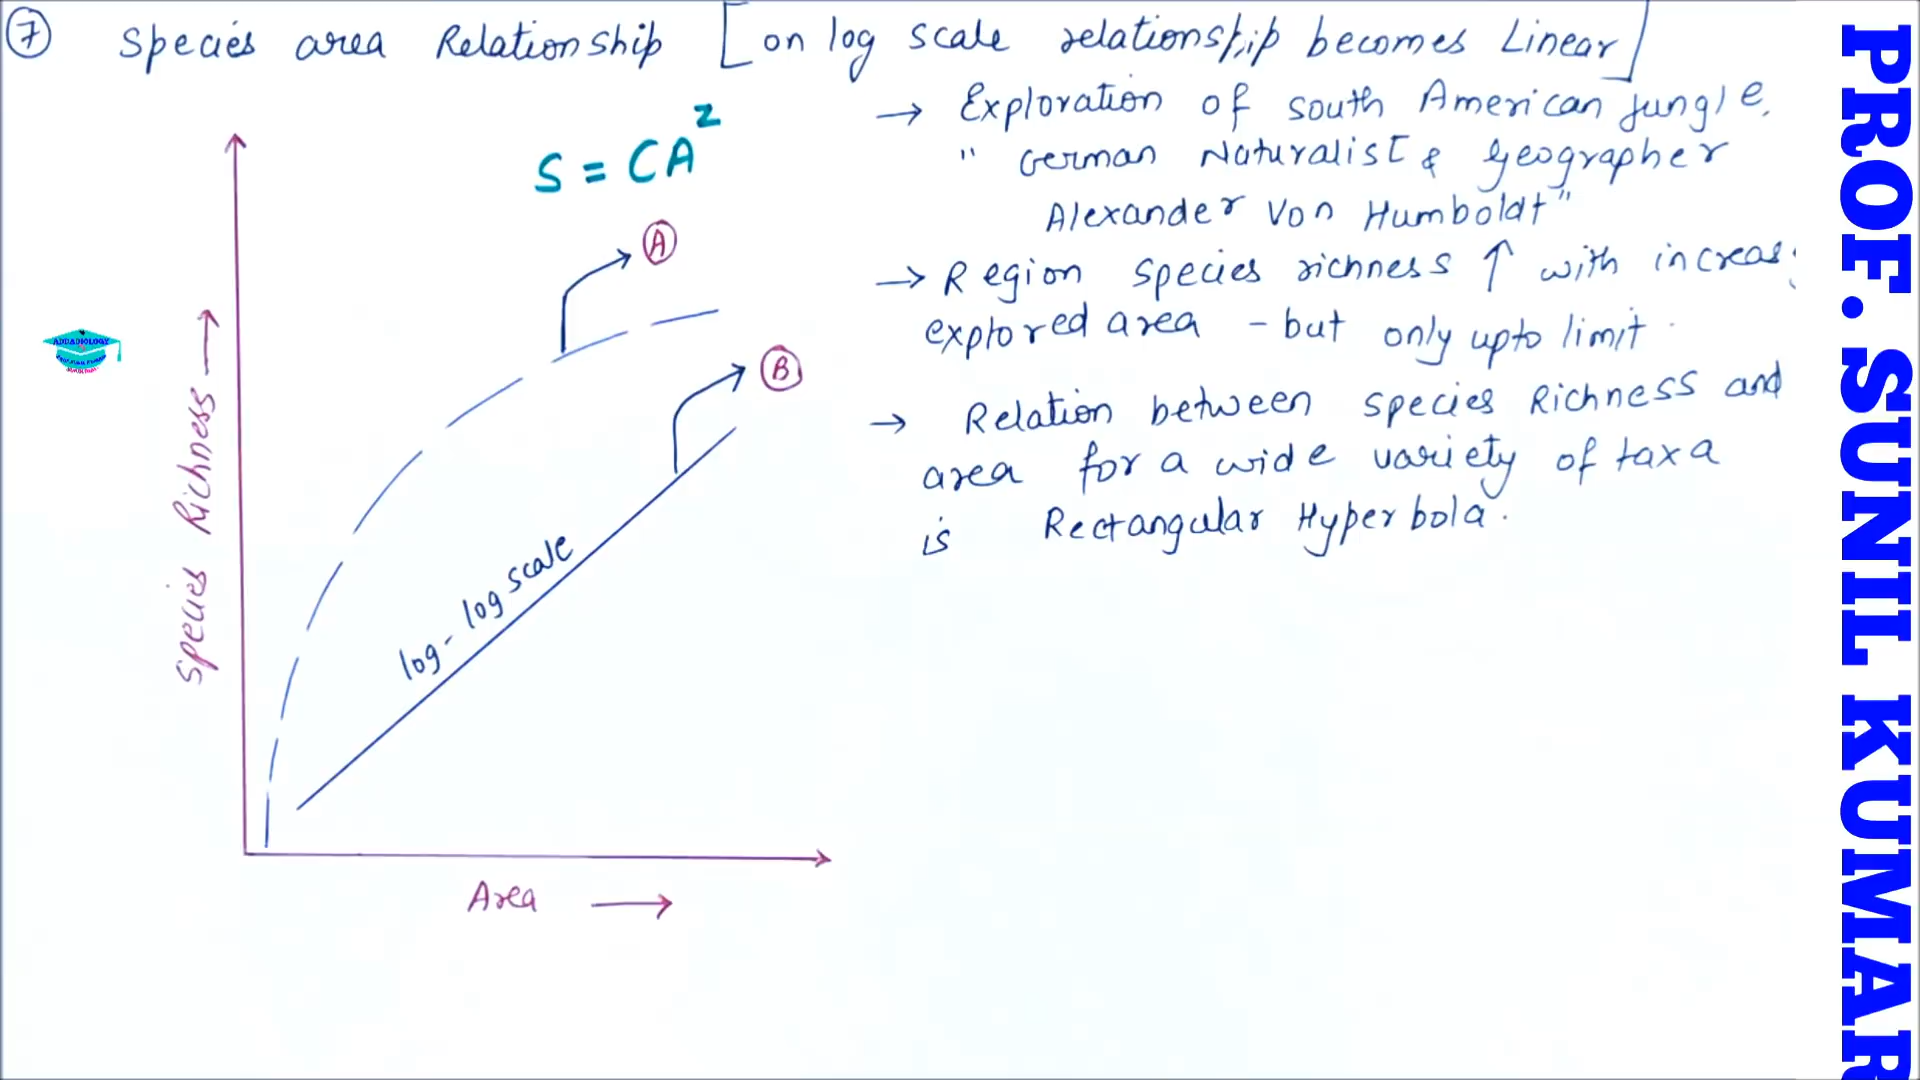 7 Species area Relationship [on log scale relationship becomes Linear]
→ Exploration of south American jungle.
" German Naturalist & Geographer
Alexander Von Humboldt"
→ Region species richness ↑ with increas
explored area - but only upto limit
→ Relation between species Richness and
area for a wide variety of taxa
is Rectangular Hyperbola.
S = CA^z
A
B
log-log scale
Species Richness →
Area →
ADDABIOLOGY
PROF. SUNIL KUMAR